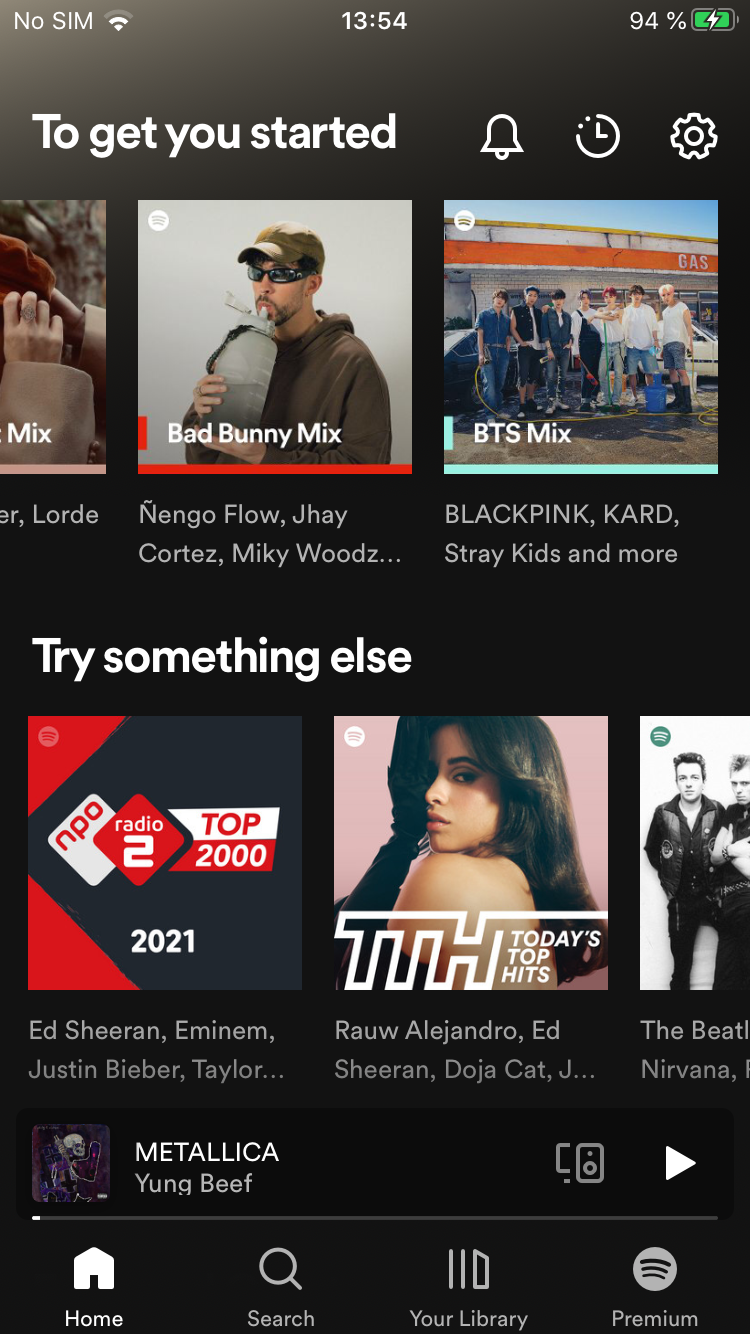 No SIM 13:54 94 %
To get you started
Mix
Bad Bunny Mix
GAS
BTS Mix
er, Lorde
Ñengo Flow, Jhay
Cortez, Miky Woodz...
BLACKPINK, KARD,
Stray Kids and more
Try something else
npo
radio
2
TOP
2000
2021
TTH
TODAY'S
TOP
HITS
Ed Sheeran, Eminem,
Justin Bieber, Taylor...
Rauw Alejandro, Ed
Sheeran, Doja Cat, J...
The Beatl
Nirvana,
METALLICA
Yung Beef
Home
Search
Your Library
Premium